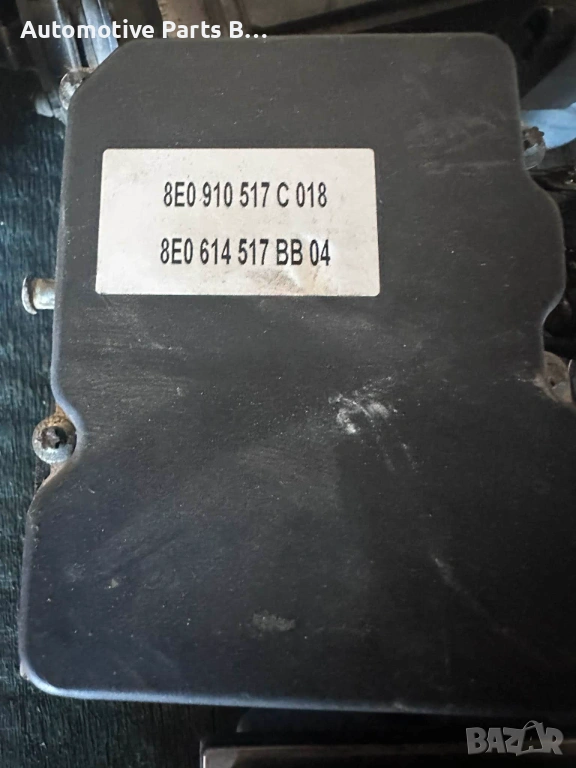 Automotive Parts B...
8E0 910 517 C 018
8E0 614 517 BB 04
BAZAR